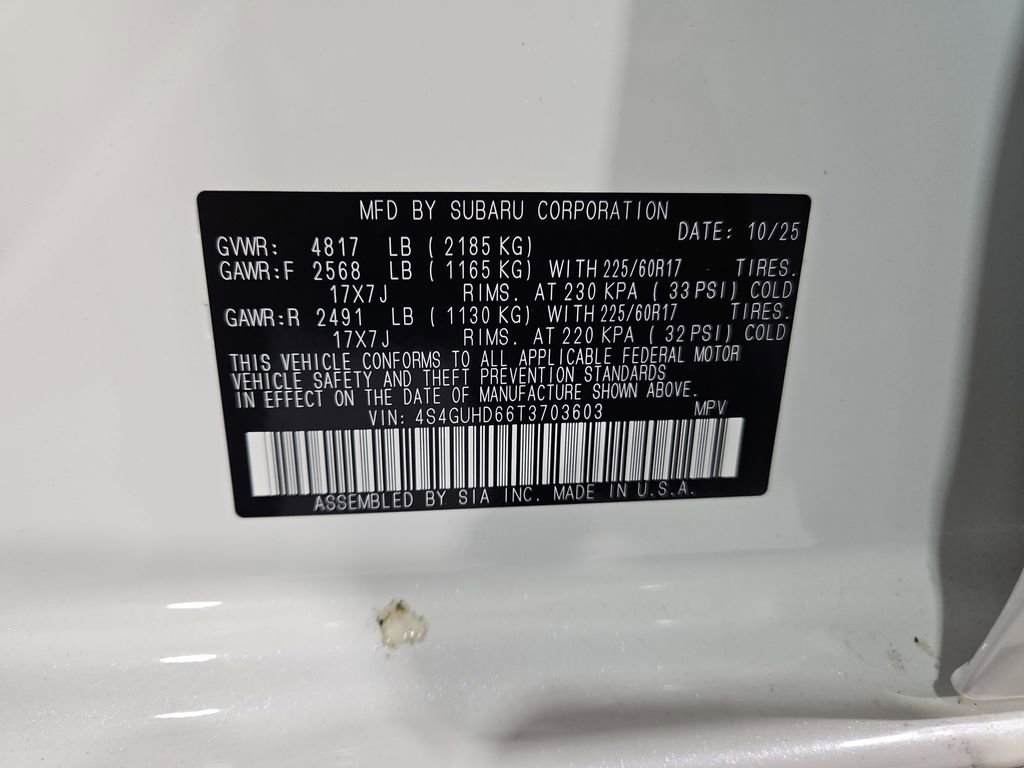 MFD BY SUBARU CORPORATION
DATE: 10/25
GVWR: 4817 LB (2185 KG)
GAWR:F 2568 LB (1165 KG) WITH 225/60R17 TIRES.
17X7J RIMS. AT 230 KPA (33 PSI) COLD
GAWR:R 2491 LB (1130 KG) WITH 225/60R17 TIRES.
17X7J RIMS. AT 220 KPA (32 PSI) COLD
THIS VEHICLE CONFORMS TO ALL APPLICABLE FEDERAL MOTOR
VEHICLE SAFETY AND THEFT PREVENTION STANDARDS
IN EFFECT ON THE DATE OF MANUFACTURE SHOWN ABOVE.
VIN: 4S4GUHD66T3703603 MPV
ASSEMBLED BY SIA INC. MADE IN U.S.A.